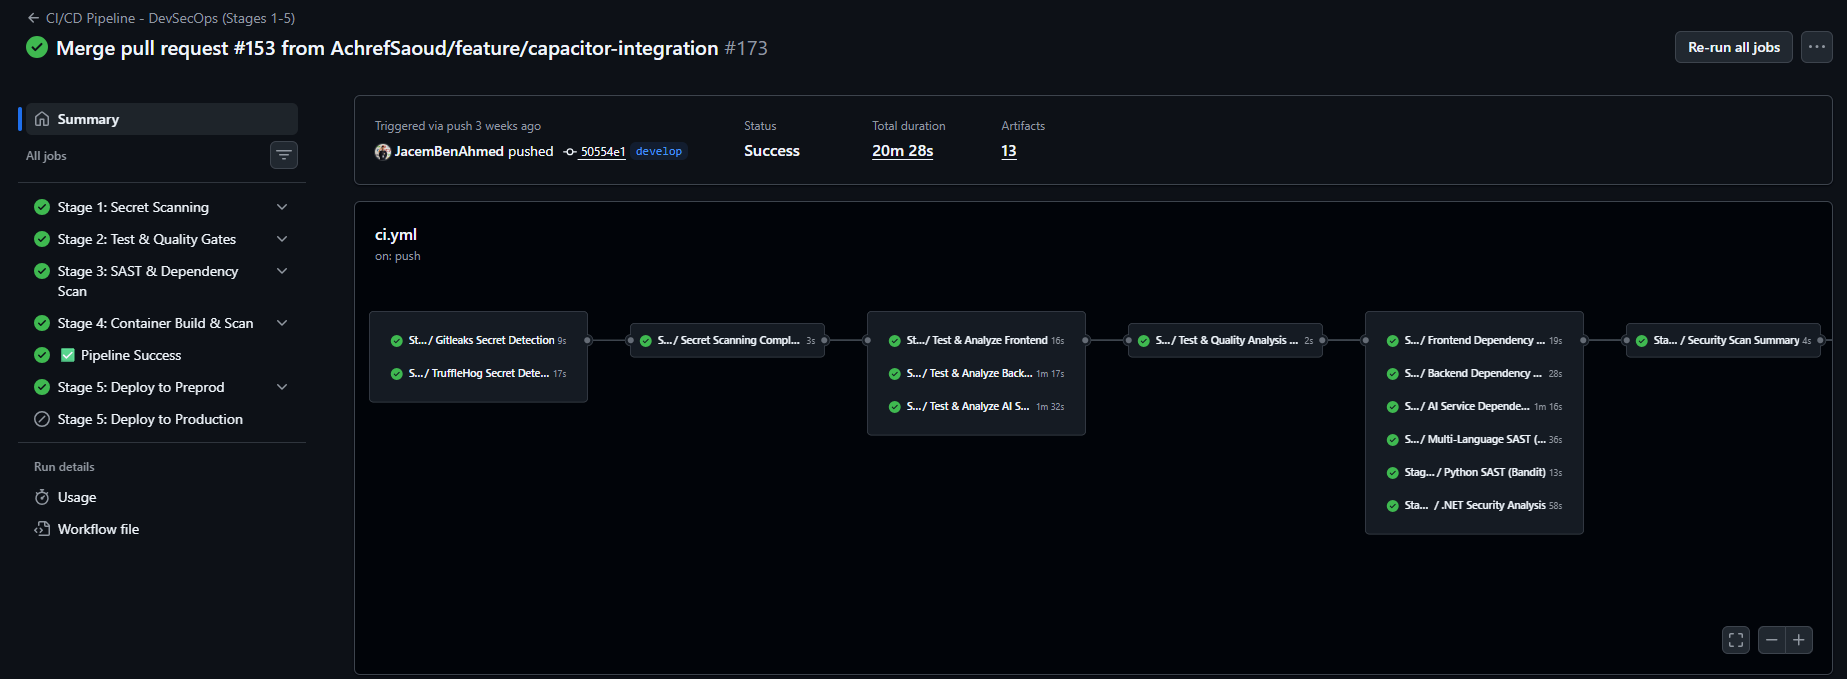 CI/CD Pipeline - DevSecOps (Stages 1-5)
Merge pull request #153 from AchrefSaoud/feature/capacitor-integration #173
Re-run all jobs
Summary
All jobs
Stage 1: Secret Scanning
Stage 2: Test & Quality Gates
Stage 3: SAST & Dependency
Scan
Stage 4: Container Build & Scan
Pipeline Success
Stage 5: Deploy to Preprod
Stage 5: Deploy to Production
Run details
Usage
Workflow file
Triggered via push 3 weeks ago
JacemBenAhmed pushed 50554e1 develop
Status
Success
Total duration
20m 28s
Artifacts
13
ci.yml
on: push
St... / Gitleaks Secret Detection 9s
S... / TruffleHog Secret Dete... 17s
S... / Secret Scanning Compl... 3s
St... / Test & Analyze Frontend 16s
S... / Test & Analyze Back... 1m 17s
S... / Test & Analyze AI S... 1m 32s
S... / Test & Quality Analysis ... 2s
S... / Frontend Dependency ... 19s
S... / Backend Dependency ... 28s
S... / AI Service Depende... 1m 16s
S... / Multi-Language SAST (... 36s
Stag... / Python SAST (Bandit) 13s
Sta... / .NET Security Analysis 58s
Sta... / Security Scan Summary 4s